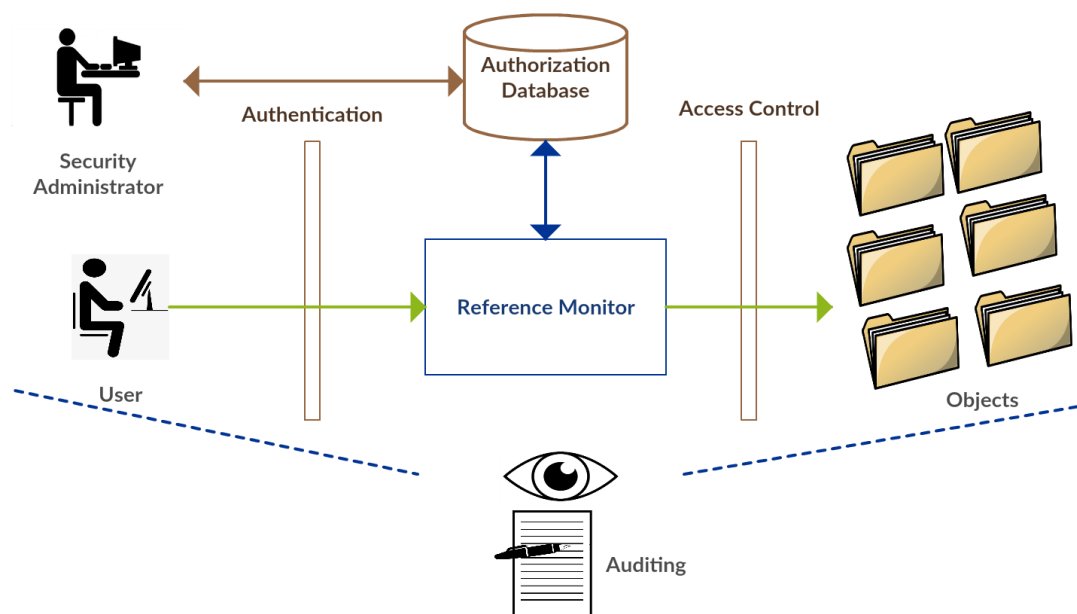 Authorization
Database
Authentication
Access Control
Security
Administrator
Reference Monitor
User
Objects
Auditing